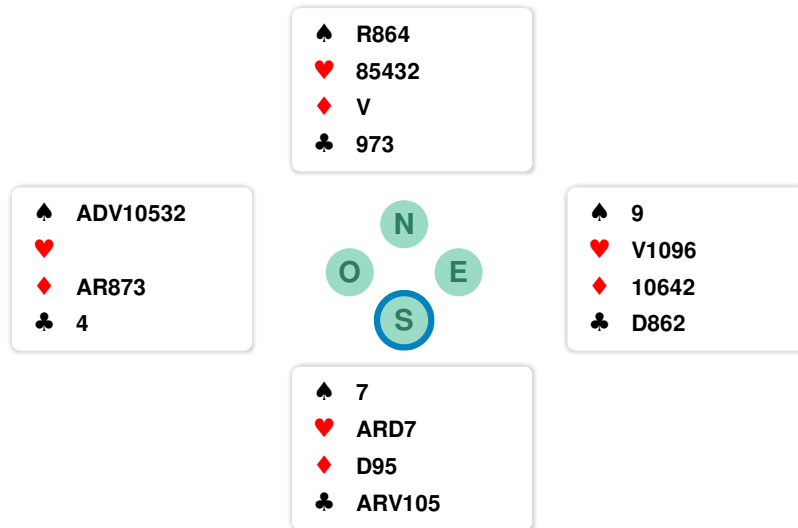 ♠ R864
♥ 85432
♦ V
♣ 973
♠ ADV10532
♥
♦ AR873
♣ 4
N
O E
S
♠ 9
♥ V1096
♦ 10642
♣ D862
♠ 7
♥ ARD7
♦ D95
♣ ARV105